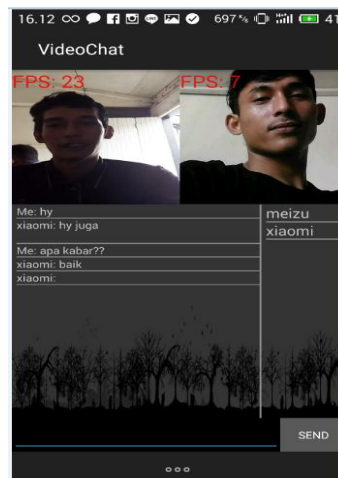 16.12 697 41
VideoChat
FPS: 23 FPS: 7
Me: hy
xiaomi: hy juga
Me: apa kabar??
xiaomi: baik
xiaomi:
meizu
xiaomi
SEND